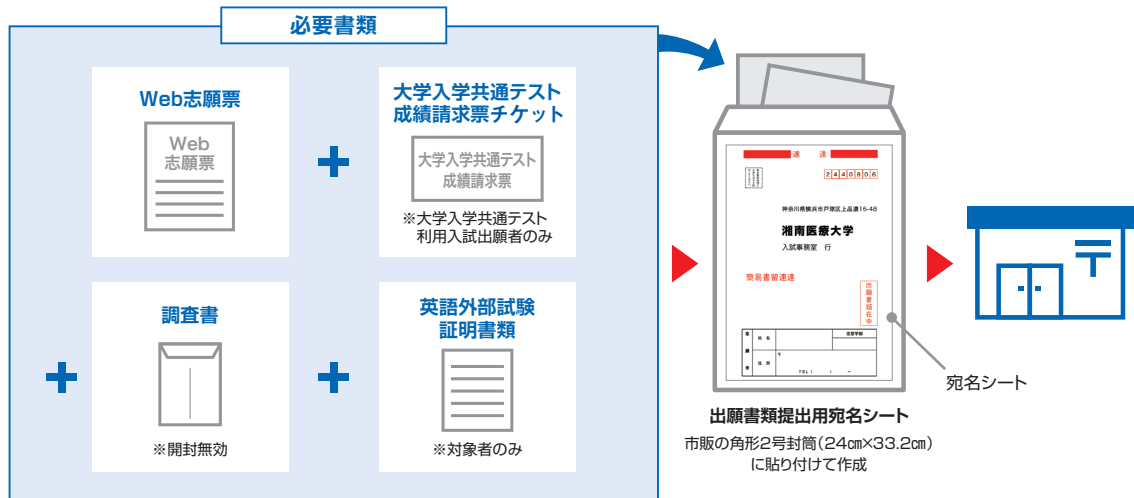 必要書類
Web志願票
Web
志願票
大学入学共通テスト
成績請求票チケット
大学入学共通テスト
成績請求票
※大学入学共通テスト
利用入試出願者のみ
調査書
※開封無効
英語外部試験
証明書類
※対象者のみ
速 達
2440806
神奈川県横浜市戸塚区上品濃16-48
湘南医療大学
入試事務室 行
簡易書留速達
出願書類在中
志願者
氏名
志望学部
住所
〒
TEL ( ) －
宛名シート
出願書類提出用宛名シート
市販の角形2号封筒(24㎝×33.2㎝)
に貼り付けて作成
〒